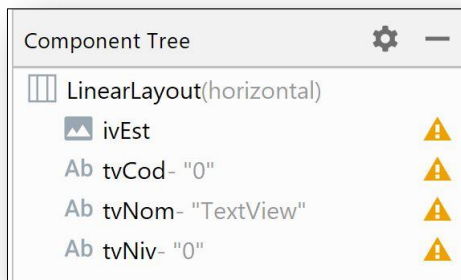 Component Tree
LinearLayout(horizontal)
ivEst
Ab tvCod- "0"
Ab tvNom- "TextView"
Ab tvNiv- "0"